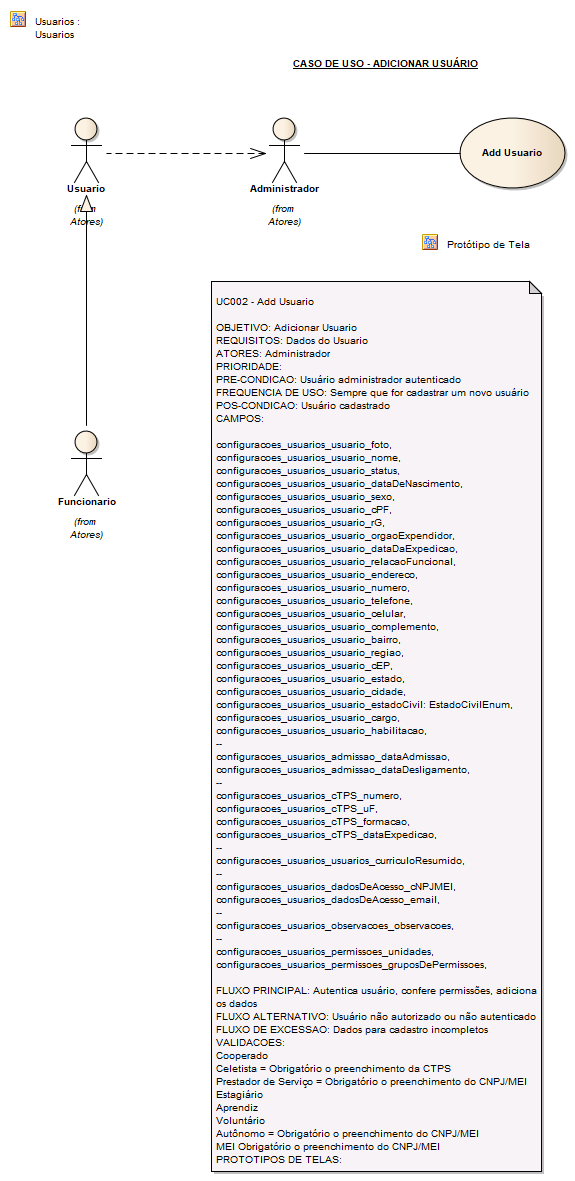 Usuarios :
Usuarios
CASO DE USO - ADICIONAR USUÁRIO
Usuario
(from
Atores)
Administrador
(from
Atores)
Add Usuario
Protótipo de Tela
Funcionario
(from
Atores)
UC002 - Add Usuario
OBJETIVO: Adicionar Usuario
REQUISITOS: Dados do Usuario
ATORES: Administrador
PRIORIDADE:
PRE-CONDICAO: Usuário administrador autenticado
FREQUENCIA DE USO: Sempre que for cadastrar um novo usuário
POS-CONDICAO: Usuário cadastrado
CAMPOS:
configuracoes_usuarios_usuario_foto,
configuracoes_usuarios_usuario_nome,
configuracoes_usuarios_usuario_status,
configuracoes_usuarios_usuario_dataDeNascimento,
configuracoes_usuarios_usuario_sexo,
configuracoes_usuarios_usuario_cPF,
configuracoes_usuarios_usuario_rG,
configuracoes_usuarios_usuario_orgaoExpendidor,
configuracoes_usuarios_usuario_dataDaExpedicao,
configuracoes_usuarios_usuario_relacaoFuncional,
configuracoes_usuarios_usuario_endereco,
configuracoes_usuarios_usuario_numero,
configuracoes_usuarios_usuario_telefone,
configuracoes_usuarios_usuario_celular,
configuracoes_usuarios_usuario_complemento,
configuracoes_usuarios_usuario_bairro,
configuracoes_usuarios_usuario_regiao,
configuracoes_usuarios_usuario_cEP,
configuracoes_usuarios_usuario_estado,
configuracoes_usuarios_usuario_cidade,
configuracoes_usuarios_usuario_estadoCivil: EstadoCivilEnum,
configuracoes_usuarios_usuario_cargo,
configuracoes_usuarios_usuario_habilitacao,
--
configuracoes_usuarios_admissao_dataAdmissao,
configuracoes_usuarios_admissao_dataDesligamento,
--
configuracoes_usuarios_cTPS_numero,
configuracoes_usuarios_cTPS_uF,
configuracoes_usuarios_cTPS_formacao,
configuracoes_usuarios_cTPS_dataExpedicao,
--
configuracoes_usuarios_usuarios_curriculoResumido,
--
configuracoes_usuarios_dadosDeAcesso_cNPJMEI,
configuracoes_usuarios_dadosDeAcesso_email,
--
configuracoes_usuarios_observacoes_observacoes,
--
configuracoes_usuarios_permissoes_unidades,
configuracoes_usuarios_permissoes_gruposDePermissoes,
FLUXO PRINCIPAL: Autentica usuário, confere permissões, adiciona
os dados
FLUXO ALTERNATIVO: Usuário não autorizado ou não autenticado
FLUXO DE EXCESSAO: Dados para cadastro incompletos
VALIDACOES:
Cooperado
Celetista = Obrigatório o preenchimento da CTPS
Prestador de Serviço = Obrigatório o preenchimento do CNPJ/MEI
Estagiário
Aprendiz
Voluntário
Autônomo = Obrigatório o preenchimento do CNPJ/MEI
MEI Obrigatório o preenchimento do CNPJ/MEI
PROTOTIPOS DE TELAS: